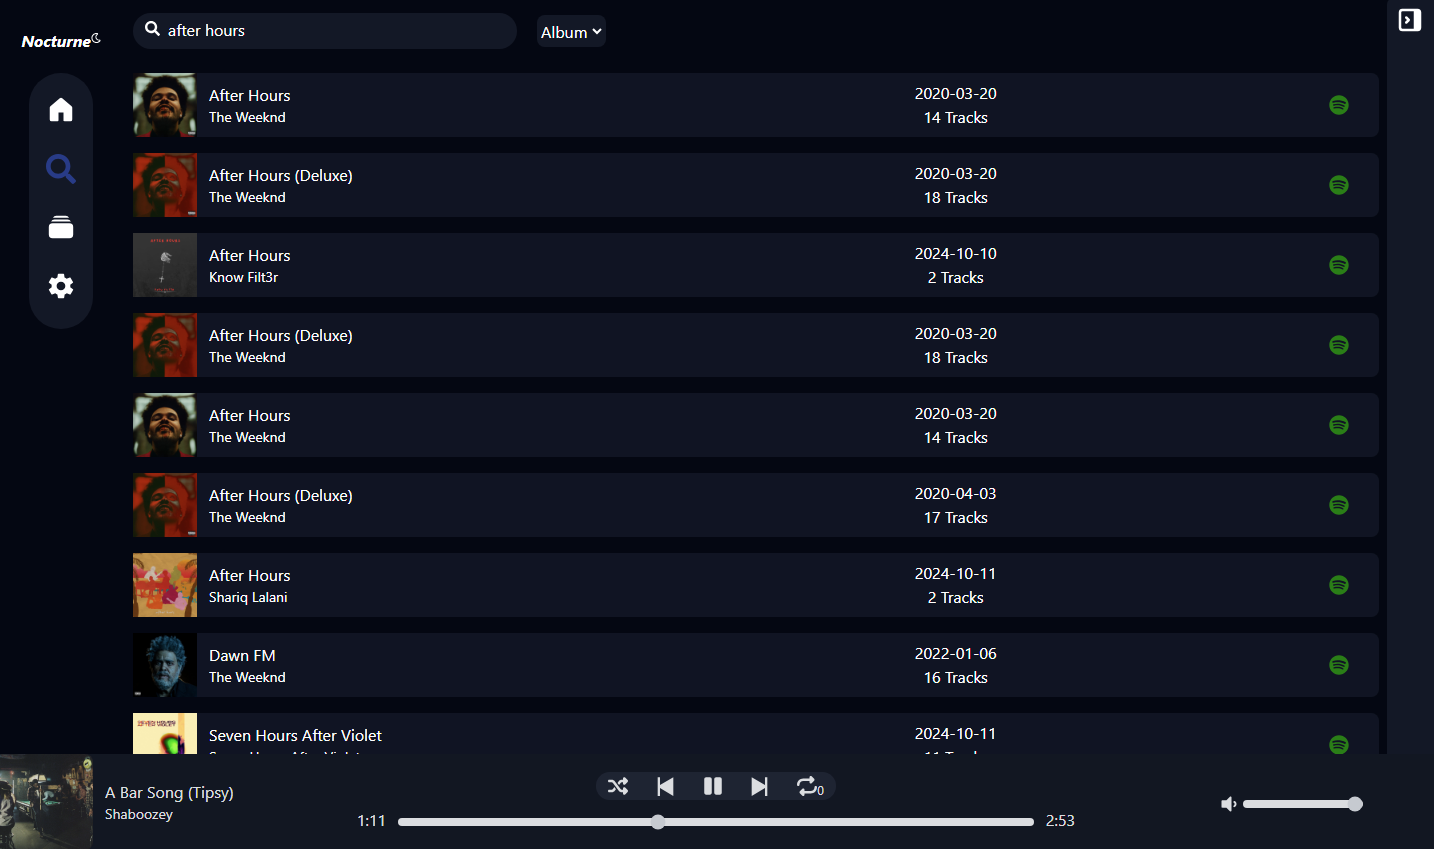 Nocturne
after hours
Album
After Hours
The Weeknd
2020-03-20
14 Tracks
After Hours (Deluxe)
The Weeknd
2020-03-20
18 Tracks
After Hours
Know Filt3r
2024-10-10
2 Tracks
After Hours (Deluxe)
The Weeknd
2020-03-20
18 Tracks
After Hours
The Weeknd
2020-03-20
14 Tracks
After Hours (Deluxe)
The Weeknd
2020-04-03
17 Tracks
After Hours
Shariq Lalani
2024-10-11
2 Tracks
Dawn FM
The Weeknd
2022-01-06
16 Tracks
Seven Hours After Violet
2024-10-11
A Bar Song (Tipsy)
Shaboozey
0
1:11
2:53